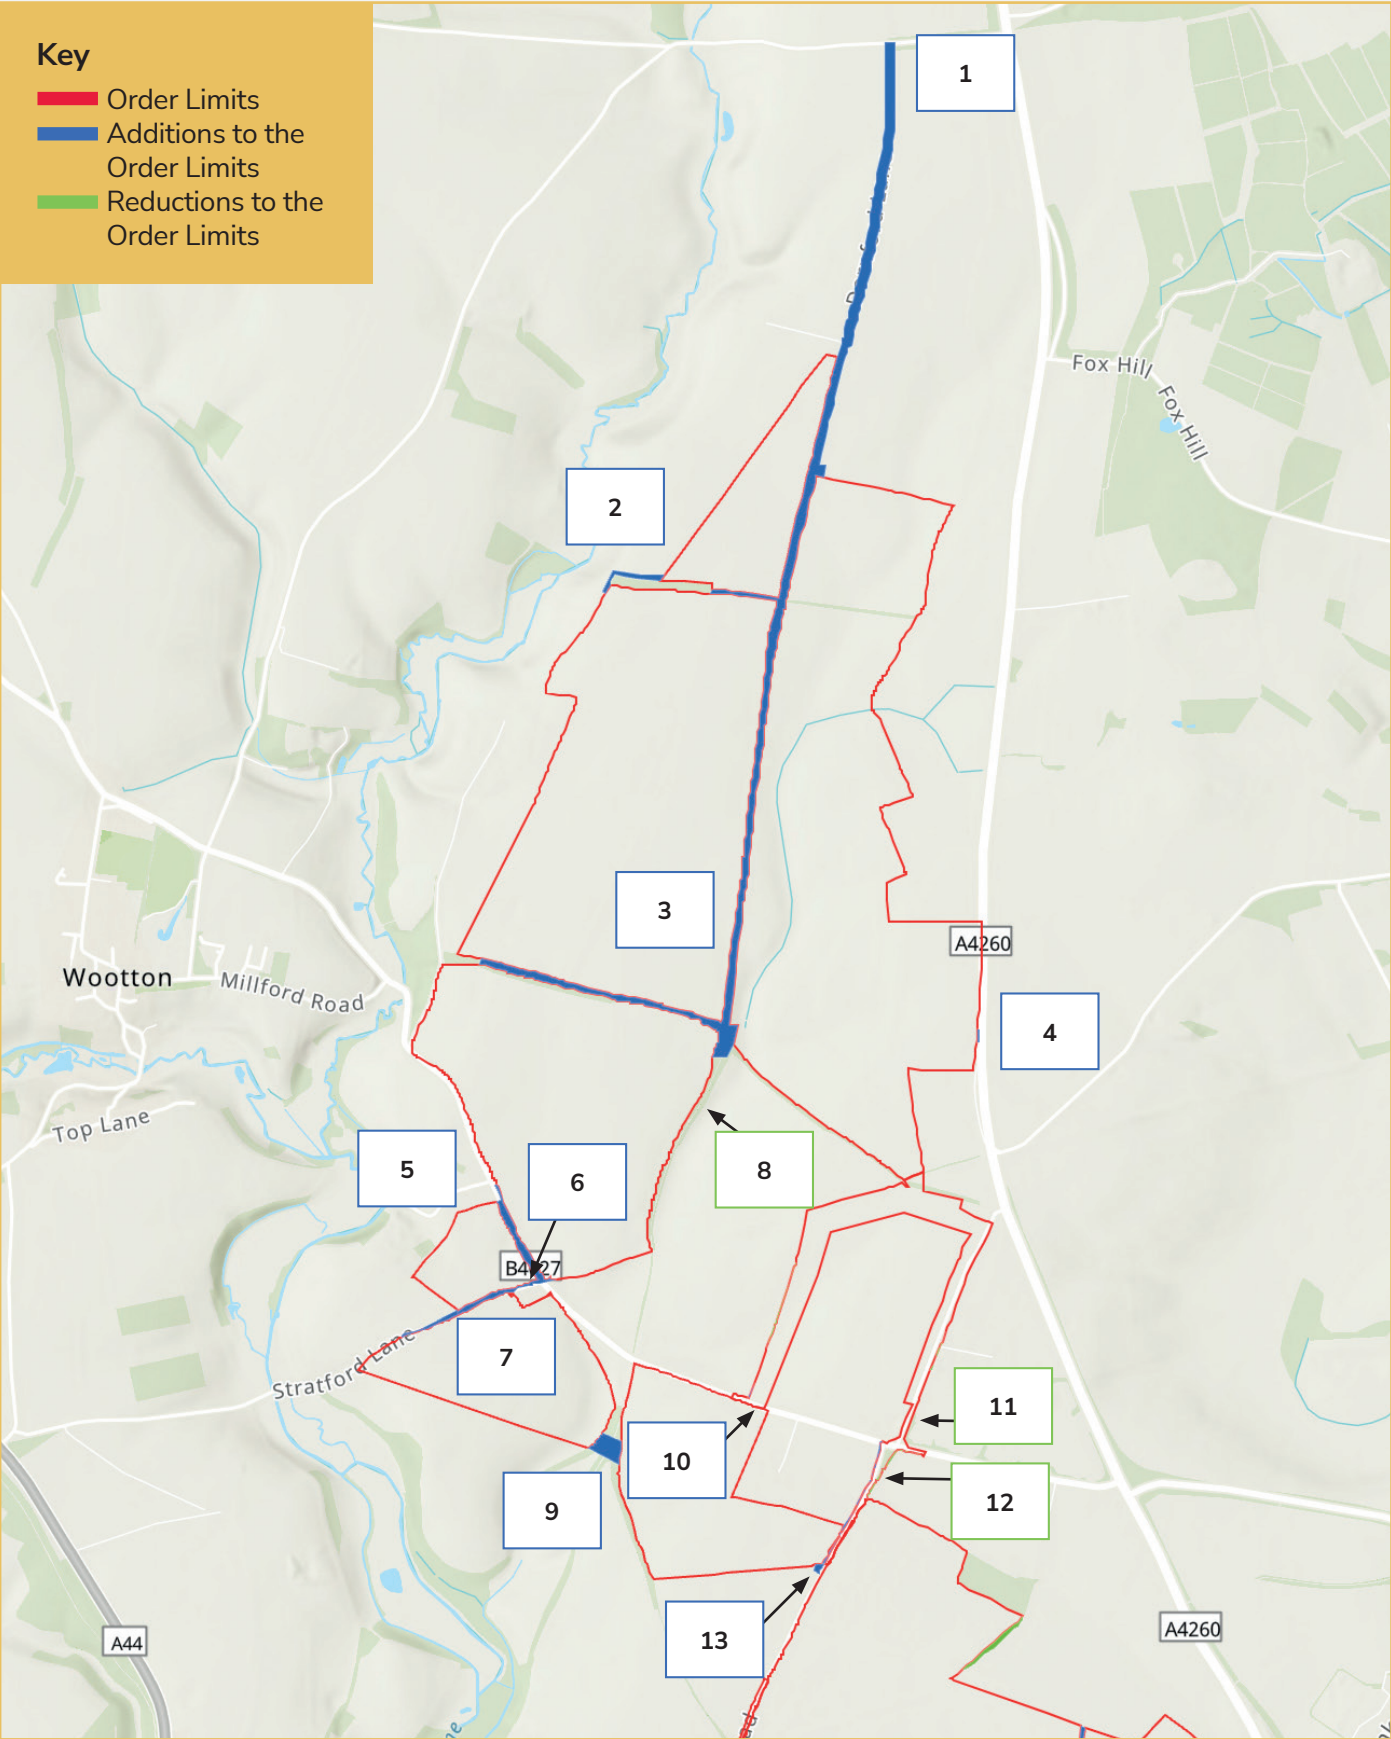 Key
Order Limits
Additions to the
Order Limits
Reductions to the
Order Limits
1
Fox Hill
Fox Hill
2
3
A4260
Wootton
Millford Road
4
Top Lane
5
6
8
B4027
7
Stratford Lane
11
10
9
12
13
A44
A4260